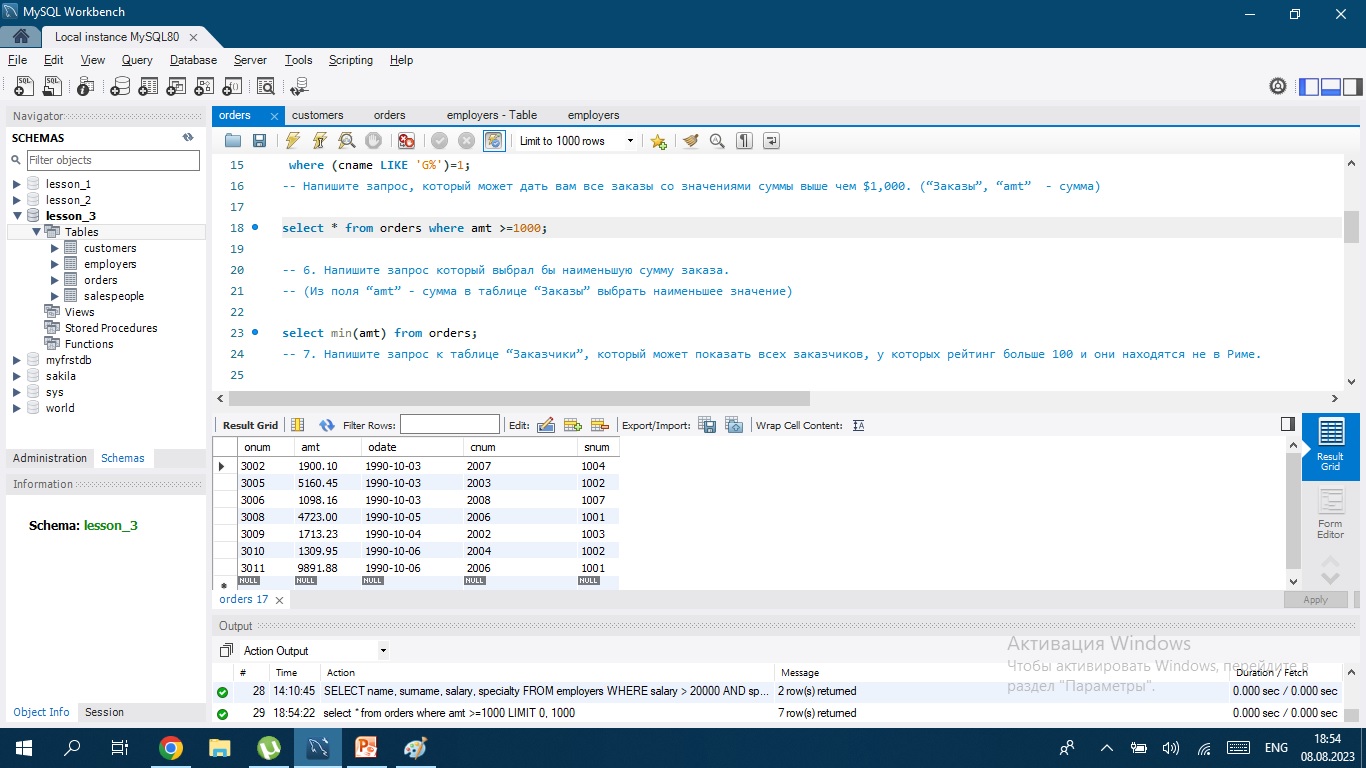 MySQL Workbench
Local instance MySQL80
File Edit View Query Database Server Tools Scripting Help
Navigator
SCHEMAS
Filter objects
lesson_1
lesson_2
lesson_3
Tables
customers
employers
orders
salespeople
Views
Stored Procedures
Functions
myfrstdb
sakila
sys
world
Administration Schemas
Information
Schema: lesson_3
Object Info Session
orders customers orders employers - Table employers
Limit to 1000 rows
15 where (cname LIKE 'G%')=1;
16 -- Напишите запрос, который может дать вам все заказы со значениями суммы выше чем $1,000. (“Заказы”, “amt” - сумма)
17
18 select * from orders where amt >=1000;
19
20 -- 6. Напишите запрос который выбрал бы наименьшую сумму заказа.
21 -- (Из поля “amt” - сумма в таблице “Заказы” выбрать наименьшее значение)
22
23 select min(amt) from orders;
24 -- 7. Напишите запрос к таблице “Заказчики”, который может показать всех заказчиков, у которых рейтинг больше 100 и они находятся не в Риме.
25
Result Grid Filter Rows: Edit: Export/Import: Wrap Cell Content:
onum amt odate cnum snum
3002 1900.10 1990-10-03 2007 1004
3005 5160.45 1990-10-03 2003 1002
3006 1098.16 1990-10-03 2008 1007
3008 4723.00 1990-10-05 2006 1001
3009 1713.23 1990-10-04 2002 1003
3010 1309.95 1990-10-06 2004 1002
3011 9891.88 1990-10-06 2006 1001
NULL NULL NULL NULL NULL
Result Grid
Form Editor
orders 17
Apply
Output
Action Output
# Time Action Message Duration / Fetch
28 14:10:45 SELECT name, surname, salary, specialty FROM employers WHERE salary > 20000 AND sp... 2 row(s) returned 0.000 sec / 0.000 sec
29 18:54:22 select * from orders where amt >=1000 LIMIT 0, 1000 7 row(s) returned 0.000 sec / 0.000 sec
Активация Windows
Чтобы активировать Windows, перейдите в
раздел "Параметры".
ENG
18:54
08.08.2023